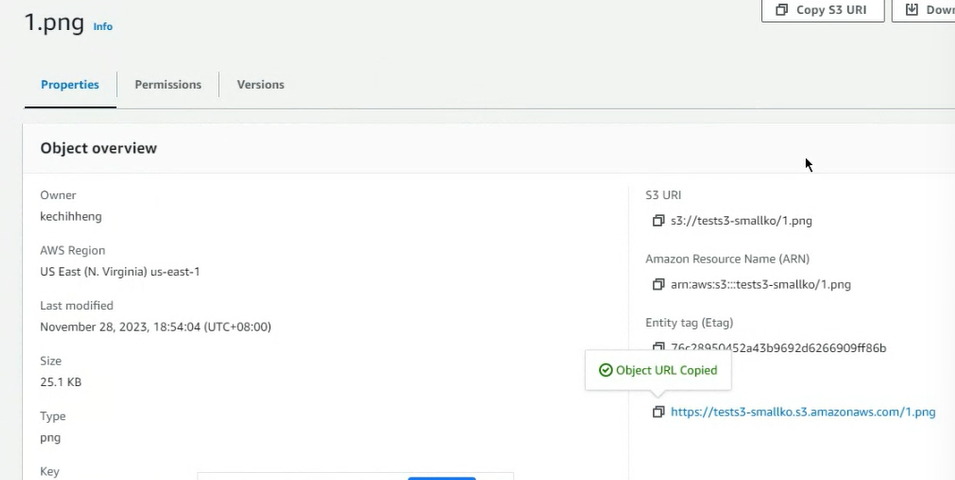 1.png Info
Copy S3 URI
Down
Properties
Permissions
Versions
Object overview
Owner
kechihheng
AWS Region
US East (N. Virginia) us-east-1
Last modified
November 28, 2023, 18:54:04 (UTC+08:00)
Size
25.1 KB
Type
png
Key
S3 URI
s3://tests3-smallko/1.png
Amazon Resource Name (ARN)
arn:aws:s3:::tests3-smallko/1.png
Entity tag (Etag)
76c28950452a43b9692d6266909ff86b
Object URL Copied
https://tests3-smallko.s3.amazonaws.com/1.png